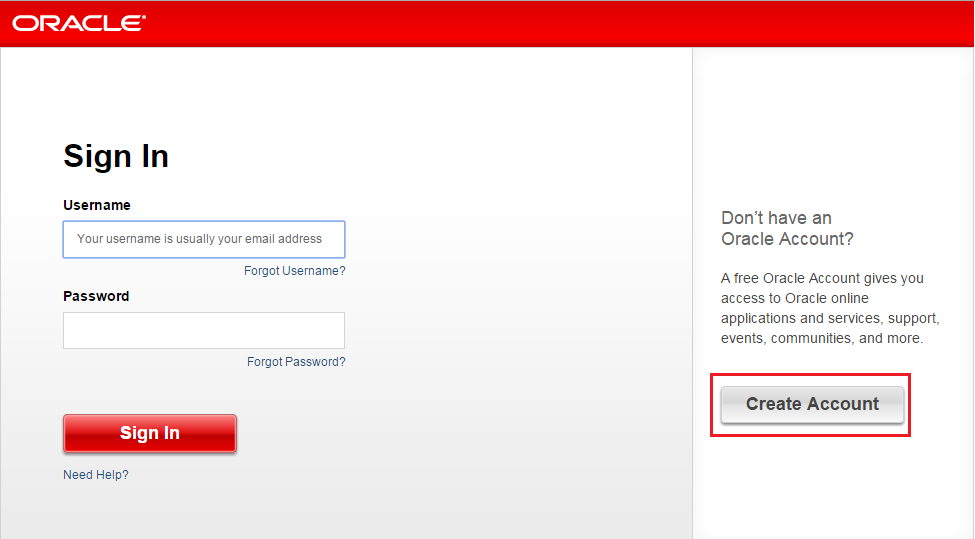 ORACLE®
Sign In
Username
Your username is usually your email address
Forgot Username?
Password
Forgot Password?
Sign In
Need Help?
Don't have an
Oracle Account?
A free Oracle Account gives you
access to Oracle online
applications and services, support,
events, communities, and more.
Create Account